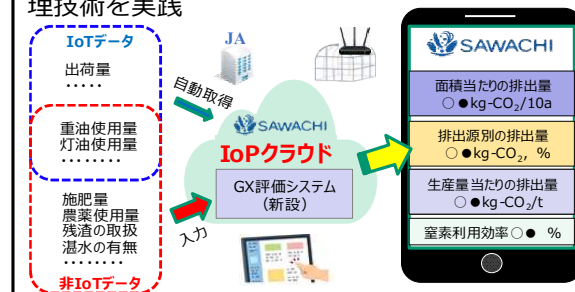 理技術を実践
IoTデータ
出荷量
‥‥‥
重油使用量
灯油使用量
‥‥‥‥
施肥量
農薬使用量
残渣の取扱
湛水の有無
‥‥‥‥
非IoTデータ
自動取得
入力
JA
SAWACHI
IoPクラウド
GX評価システム
(新設)
SAWACHI
面積当たりの排出量
○●kg-CO₂/10a
排出源別の排出量
○●kg-CO₂, %
生産量当たりの排出量
○●kg-CO₂/t
窒素利用効率○● %